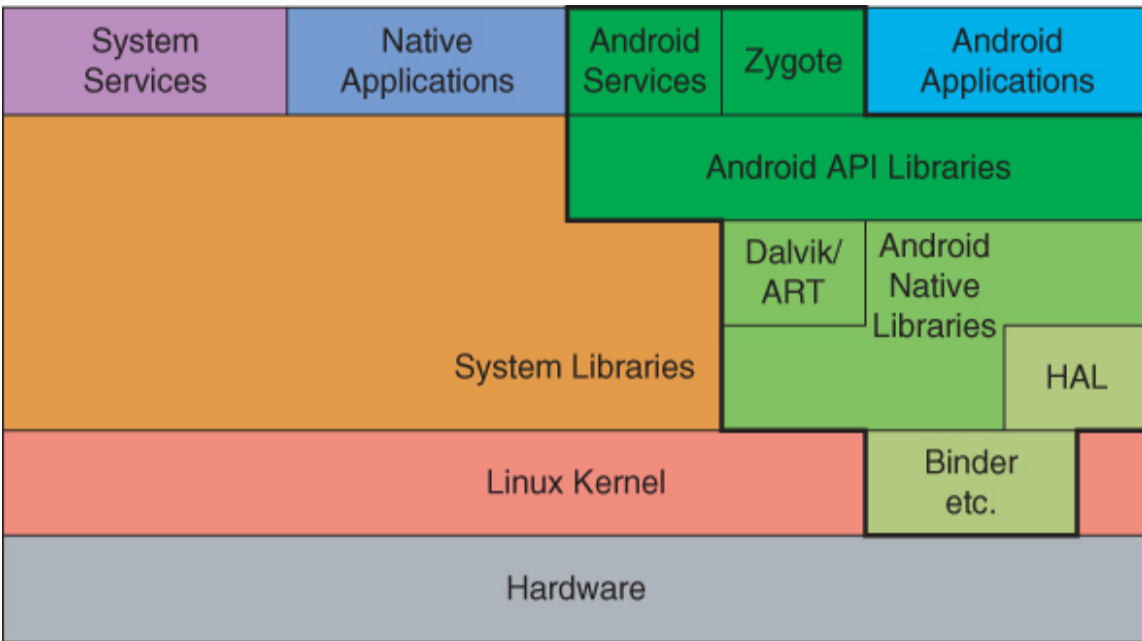 System
Services
Native
Applications
Android
Services
Zygote
Android
Applications
Android API Libraries
Dalvik/
ART
Android
Native
Libraries
System Libraries
HAL
Linux Kernel
Binder
etc.
Hardware